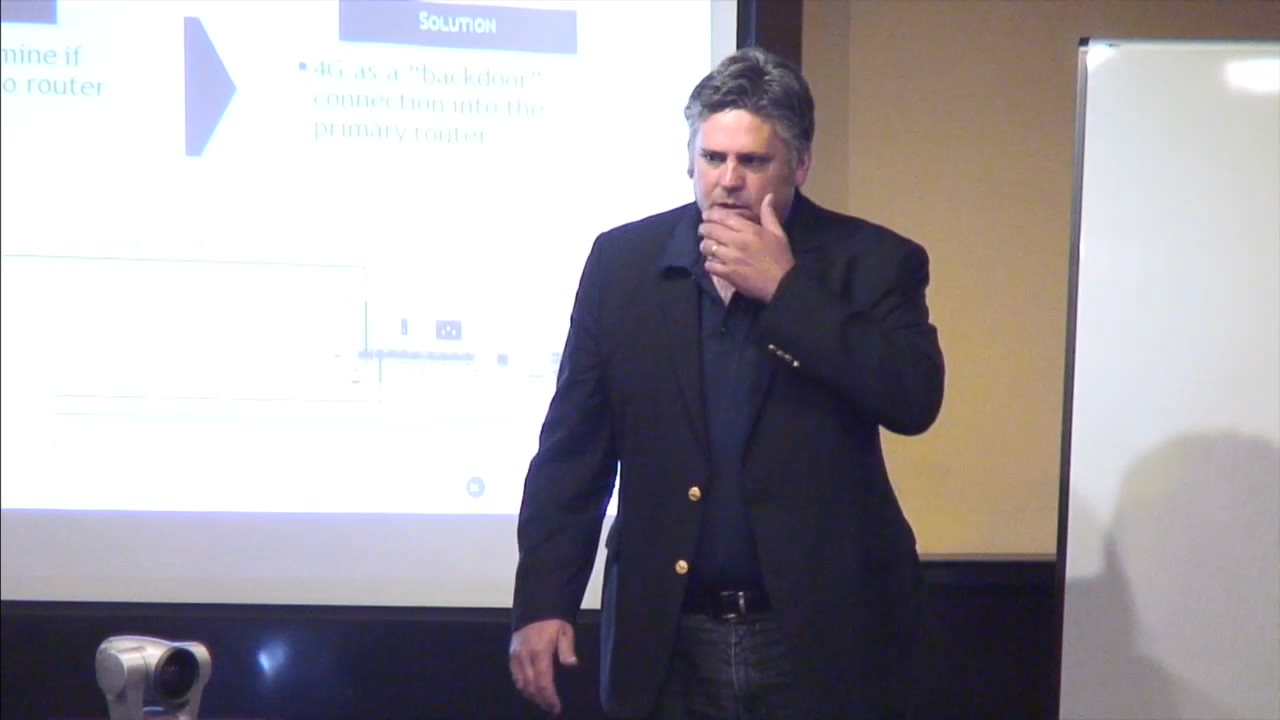 mine if
o router
SOLUTION
4G as a "backdoor"
connection into the
primary router